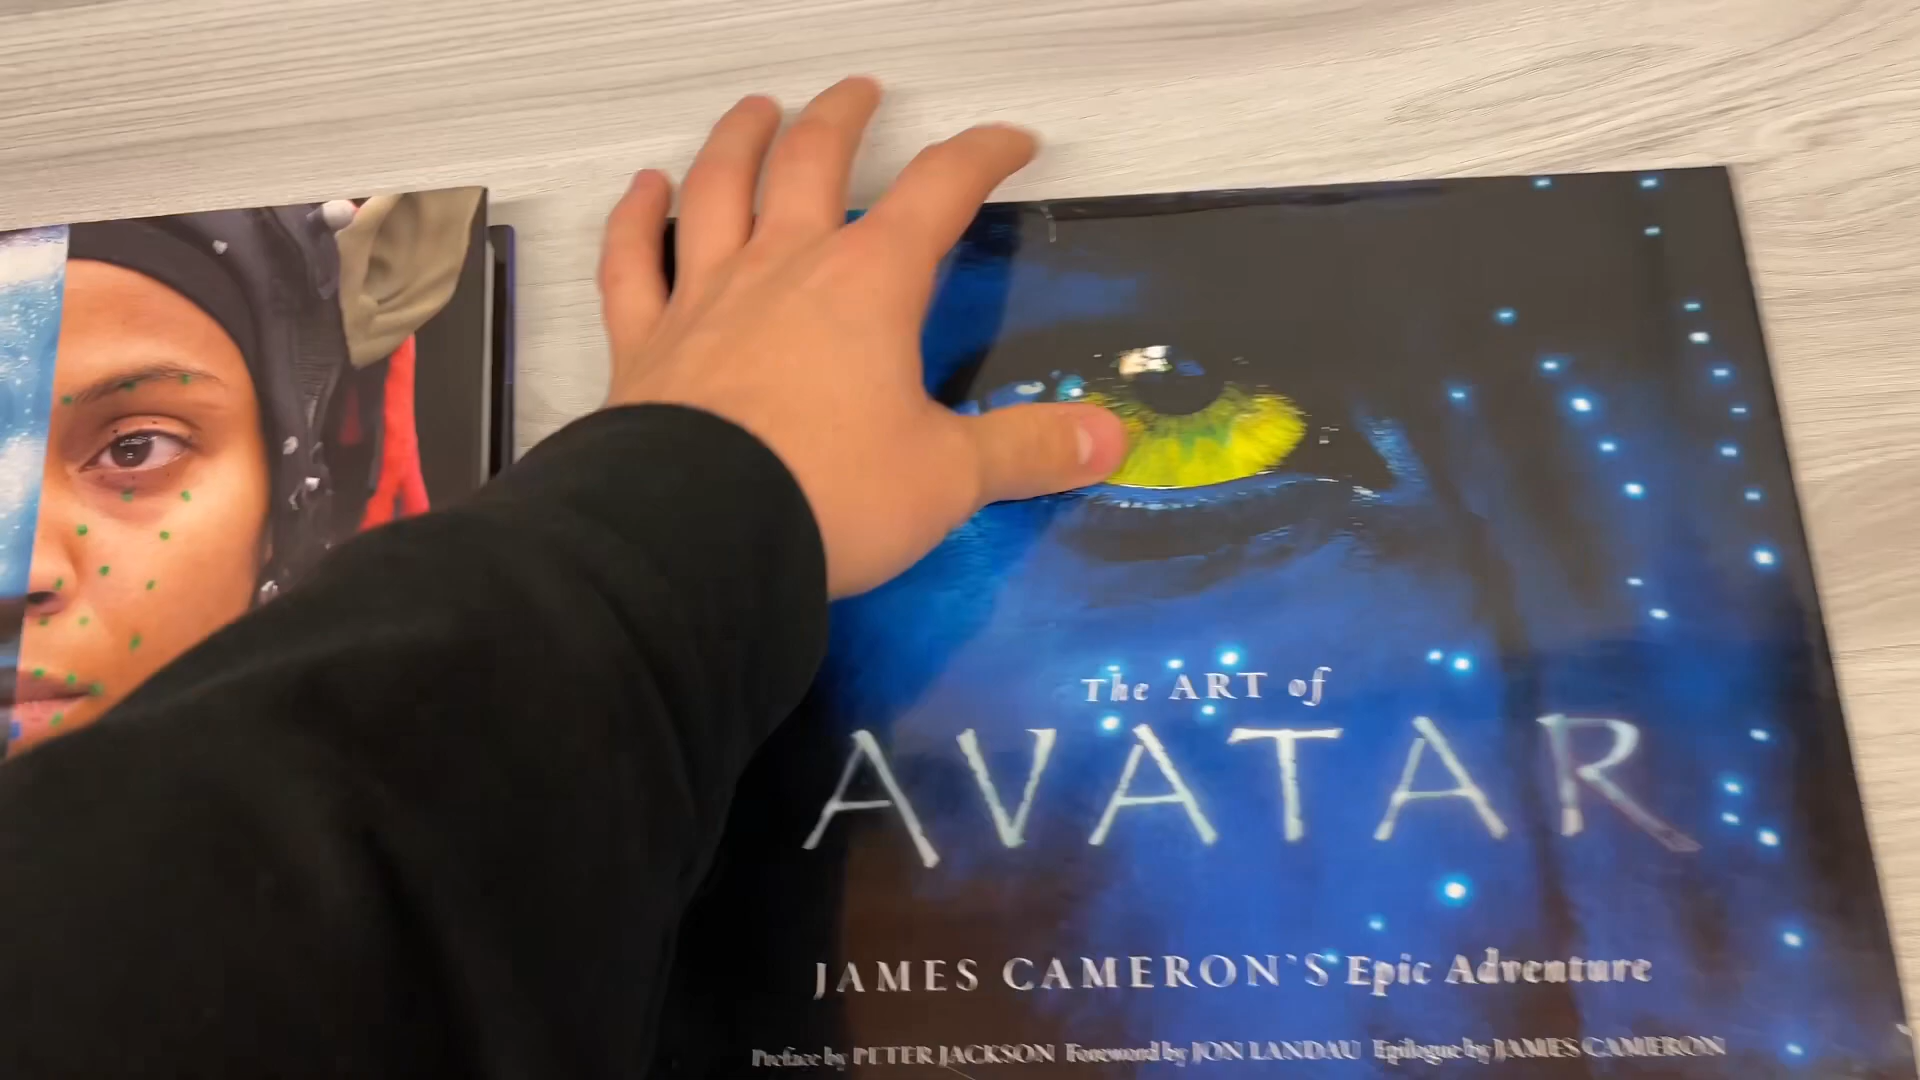 The ART of
AVATAR
JAMES CAMERON'S Epic Adventure
Preface by PETER JACKSON Foreword by JON LANDAU Epilogue by JAMES CAMERON